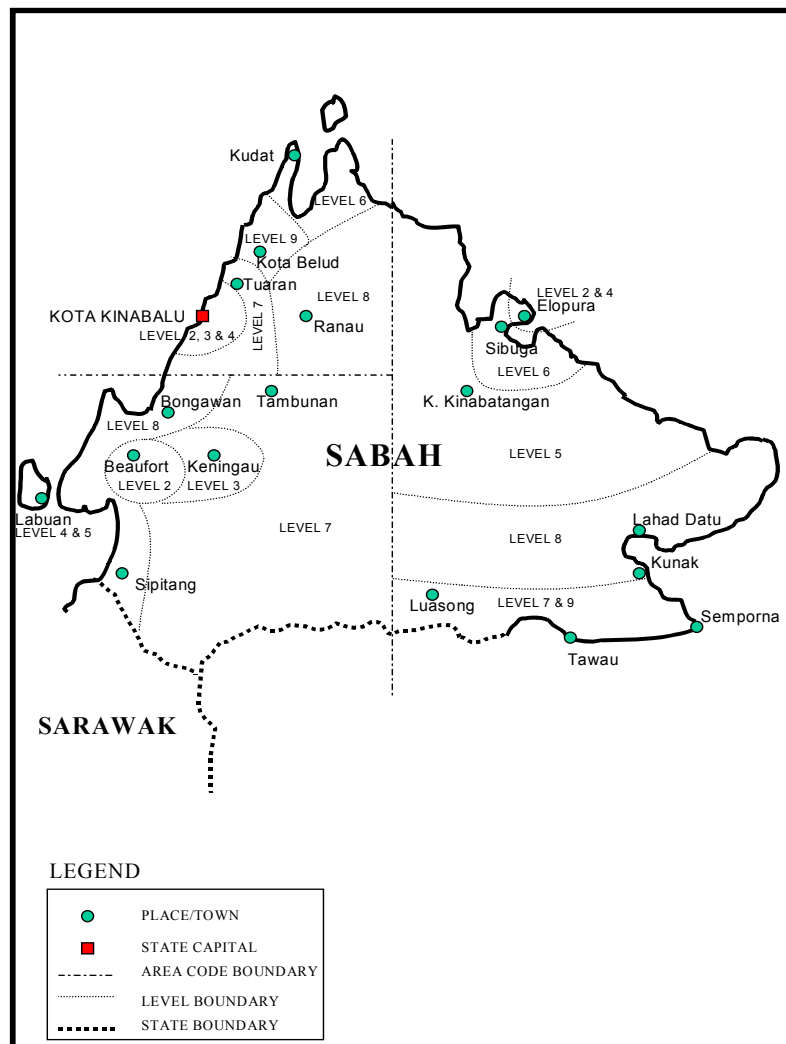 Kudat
LEVEL 6
LEVEL 9
Kota Belud
Tuaran
LEVEL 8
LEVEL 2 & 4
Elopura
KOTA KINABALU
LEVEL 2, 3 & 4
LEVEL 7
Ranau
Sibuga
LEVEL 6
Bongawan
Tambunan
K. Kinabatangan
LEVEL 8
SABAH
Beaufort
Keningau
LEVEL 5
LEVEL 2
LEVEL 3
Labuan
LEVEL 4 & 5
LEVEL 7
Lahad Datu
LEVEL 8
Kunak
Sipitang
Luasong
LEVEL 7 & 9
Semporna
Tawau
SARAWAK
LEGEND
PLACE/TOWN
STATE CAPITAL
AREA CODE BOUNDARY
LEVEL BOUNDARY
STATE BOUNDARY